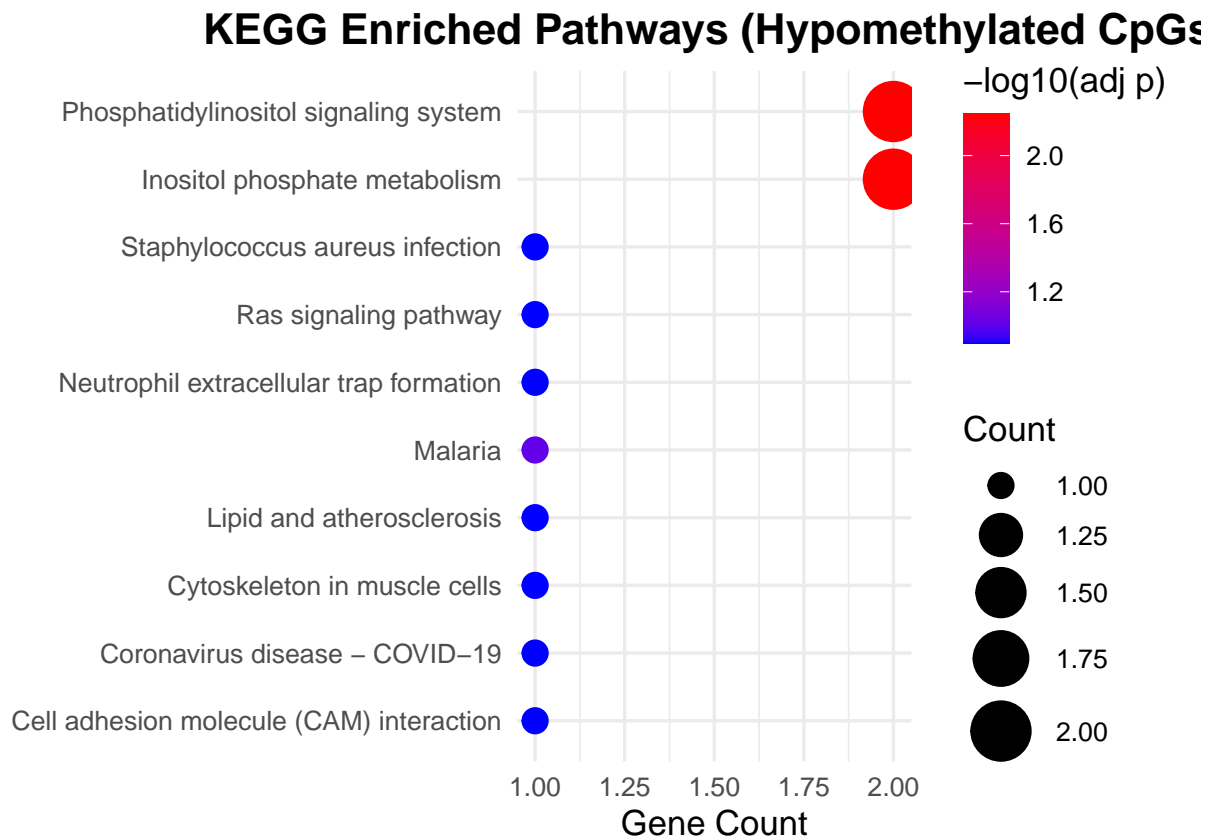 KEGG Enriched Pathways (Hypomethylated CpGs
Phosphatidylinositol signaling system
Inositol phosphate metabolism
Staphylococcus aureus infection
Ras signaling pathway
Neutrophil extracellular trap formation
Malaria
Lipid and atherosclerosis
Cytoskeleton in muscle cells
Coronavirus disease − COVID−19
Cell adhesion molecule (CAM) interaction
1.00 1.25 1.50 1.75 2.00
Gene Count
−log10(adj p)
2.0
1.6
1.2
Count
1.00
1.25
1.50
1.75
2.00